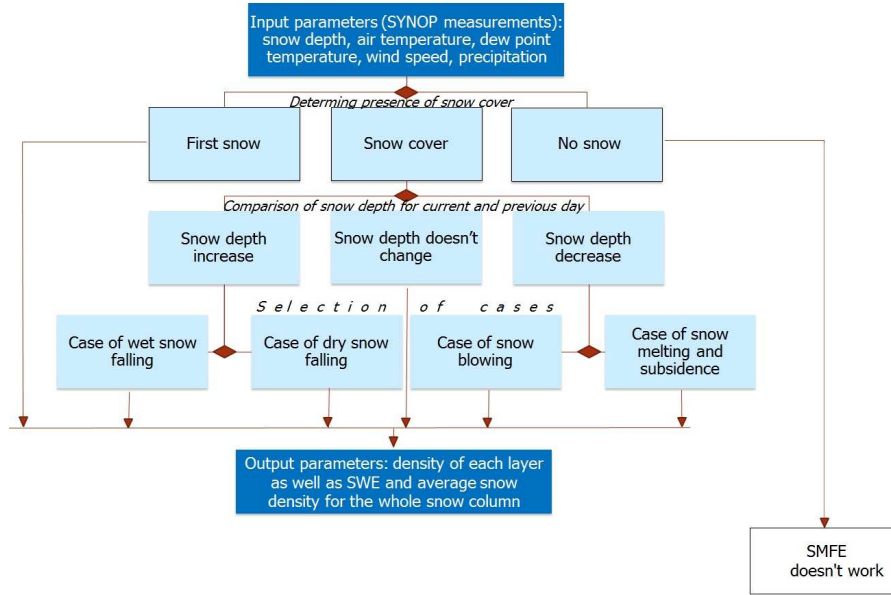 Input parameters (SYNOP measurements):
snow depth, air temperature, dew point
temperature, wind speed, precipitation
Determing presence of snow cover
First snow
Snow cover
No snow
Comparison of snow depth for current and previous day
Snow depth
increase
Snow depth doesn't
change
Snow depth
decrease
Selection of cases
Case of wet snow
falling
Case of dry snow
falling
Case of snow
blowing
Case of snow
melting and
subsidence
Output parameters: density of each layer
as well as SWE and average snow
density for the whole snow column
SMFE
doesn't work